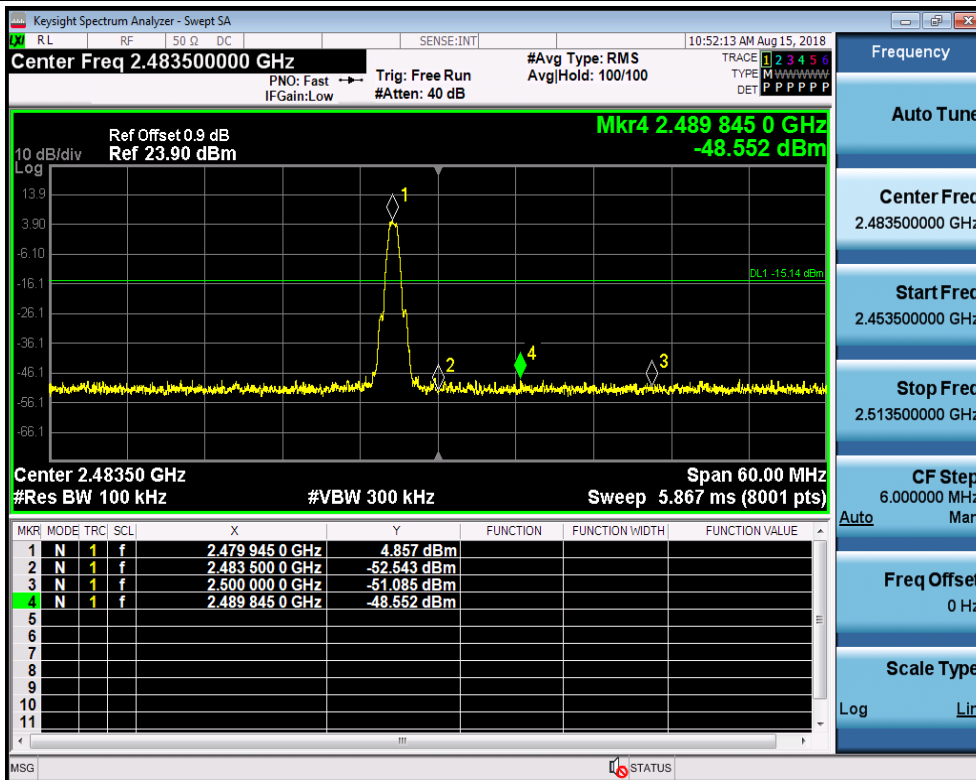 Keysight Spectrum Analyzer - Swept SA
LXI RL RF 50 Ω DC SENSE:INT 10:52:13 AM Aug 15, 2018
Center Freq 2.483500000 GHz
PNO: Fast
IFGain:Low
Trig: Free Run
#Atten: 40 dB
#Avg Type: RMS
Avg|Hold: 100/100
TRACE 1 2 3 4 5 6
TYPE M W W W W W
DET P P P P P P
Ref Offset 0.9 dB
10 dB/div Ref 23.90 dBm
Log
Mkr4 2.489 845 0 GHz
-48.552 dBm
13.9
3.90
-6.10
-16.1
-26.1
-36.1
-46.1
-56.1
-66.1
1
DL1 -15.14 dBm
2
4
3
Center 2.48350 GHz Span 60.00 MHz
#Res BW 100 kHz #VBW 300 kHz Sweep 5.867 ms (8001 pts)
MKR MODE TRC SCL X Y FUNCTION FUNCTION WIDTH FUNCTION VALUE
1 N 1 f 2.479 945 0 GHz 4.857 dBm
2 N 1 f 2.483 500 0 GHz -52.543 dBm
3 N 1 f 2.500 000 0 GHz -51.085 dBm
4 N 1 f 2.489 845 0 GHz -48.552 dBm
5
6
7
8
9
10
11
MSG STATUS
Frequency
Auto Tune
Center Freq
2.483500000 GHz
Start Freq
2.453500000 GHz
Stop Freq
2.513500000 GHz
CF Step
6.000000 MHz
Auto Man
Freq Offset
0 Hz
Scale Type
Log Lin